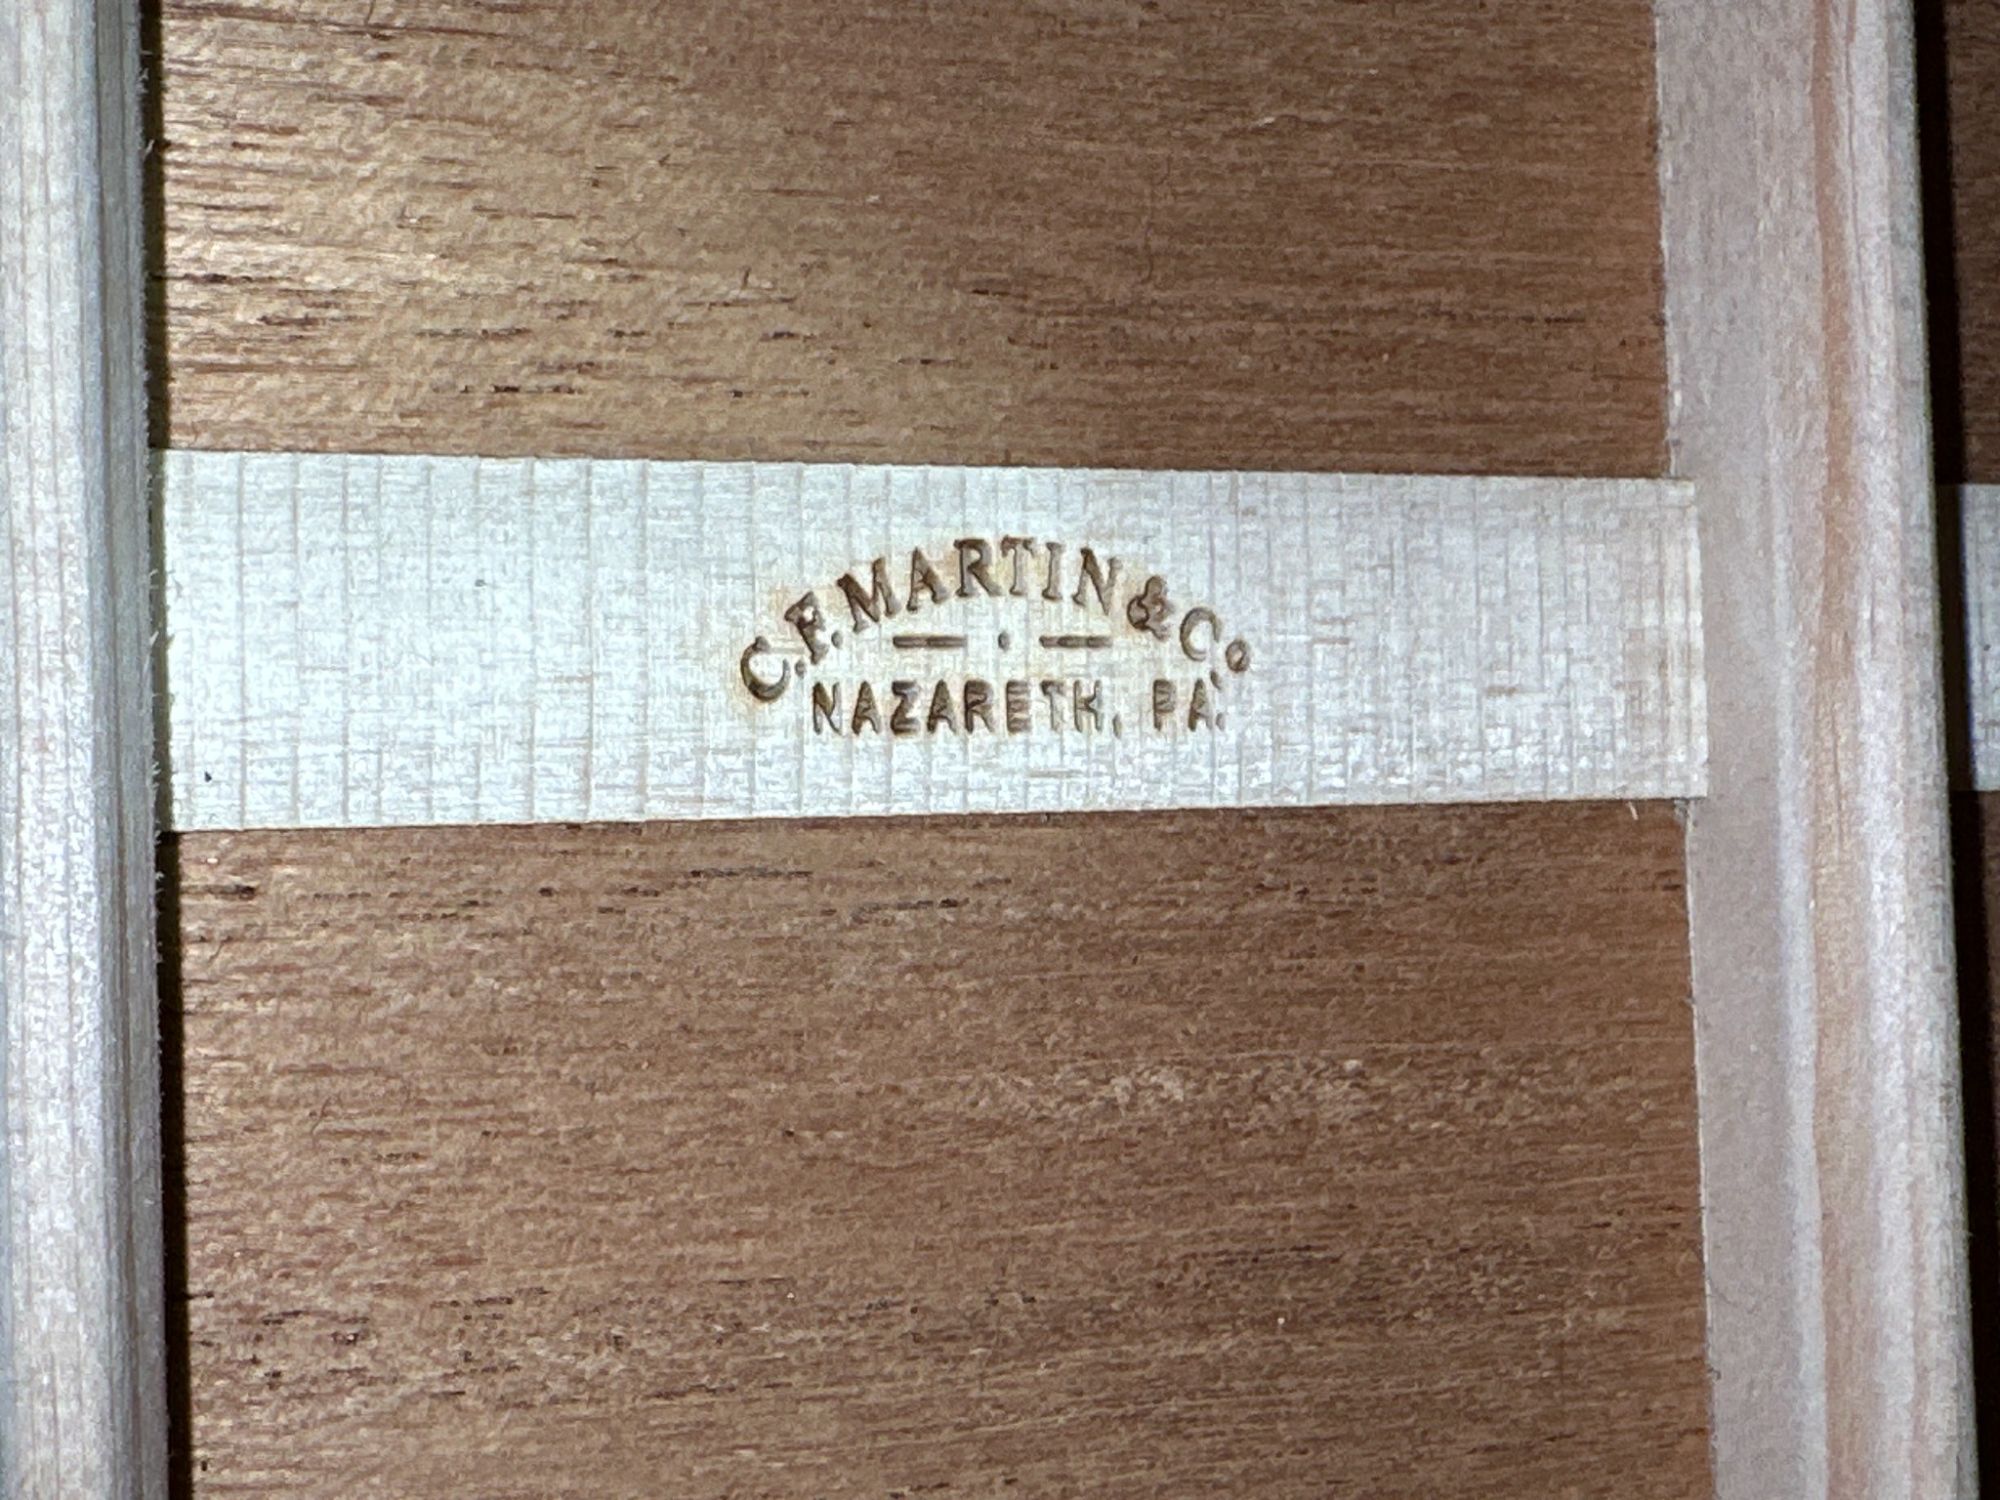 C.F. MARTIN & Co.
NAZARETH, PA.